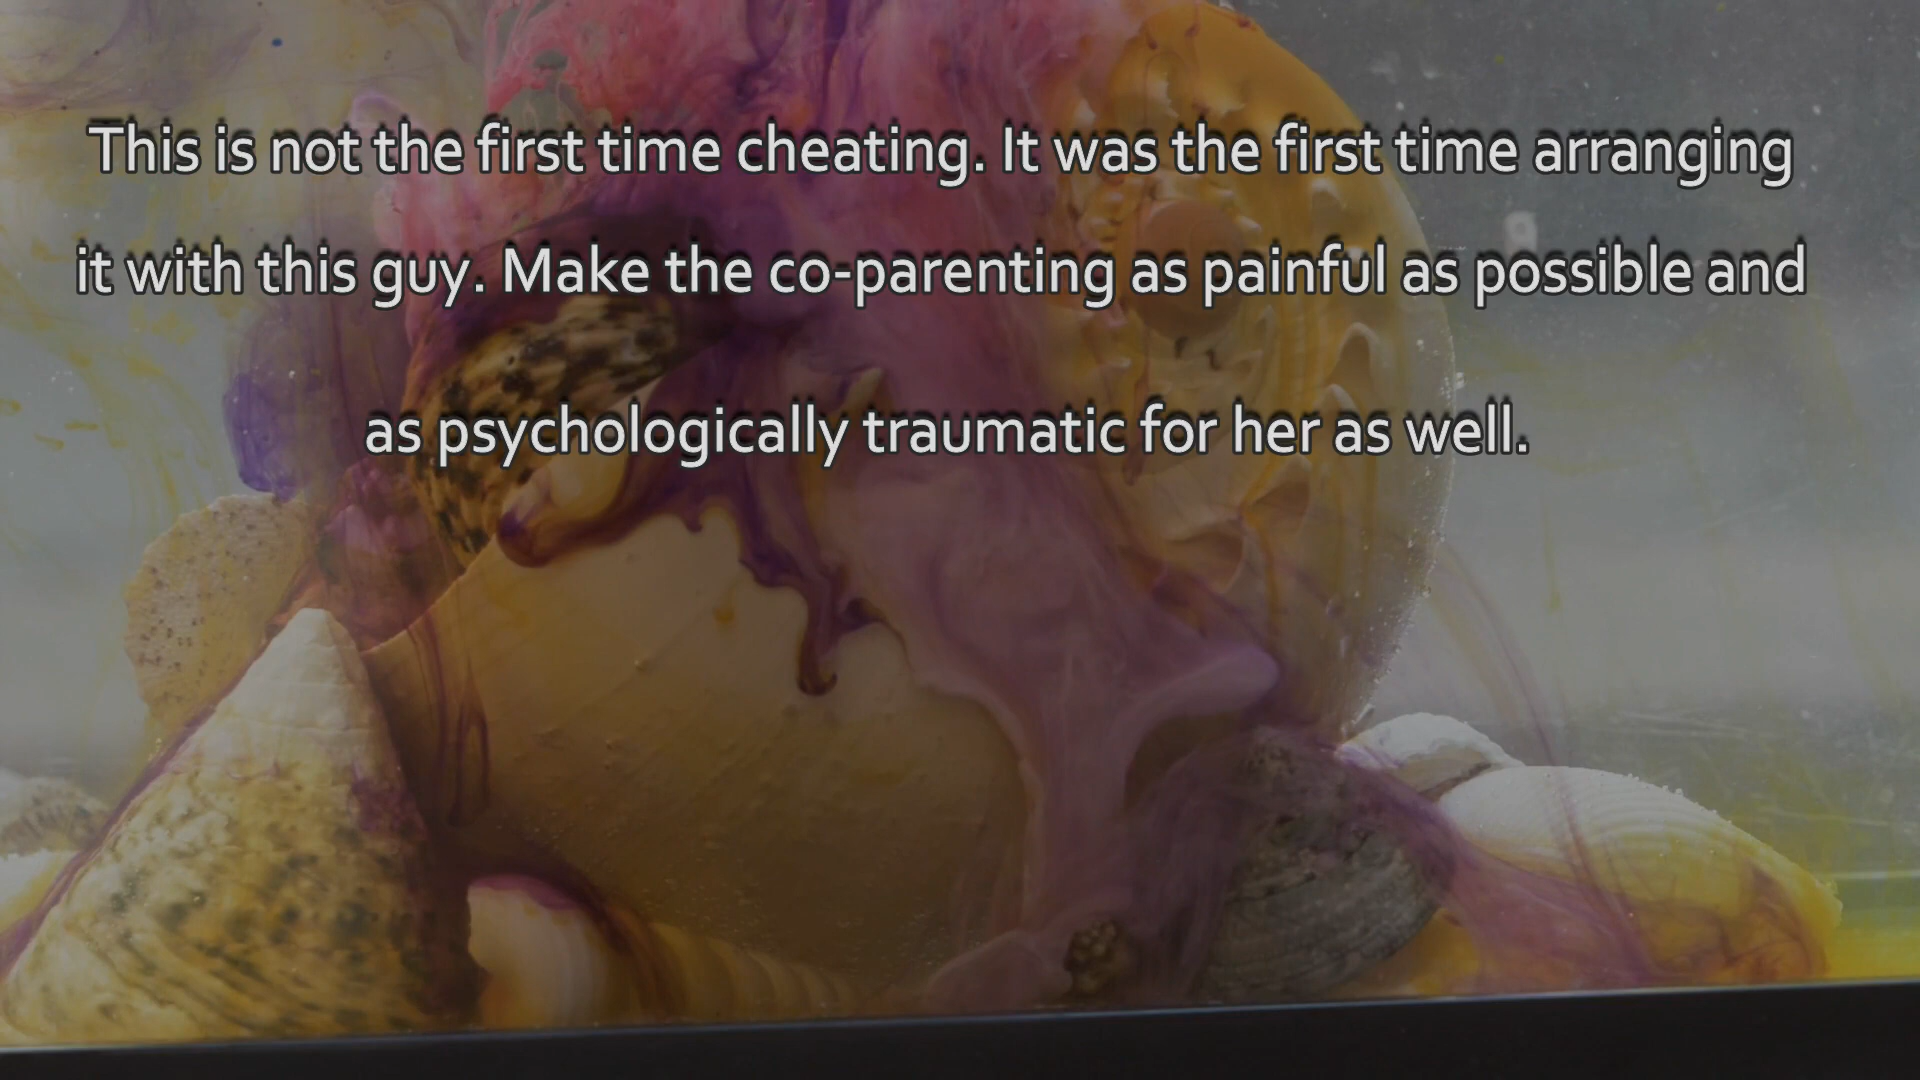 This is not the first time cheating. It was the first time arranging
it with this guy. Make the co-parenting as painful as possible and
as psychologically traumatic for her as well.